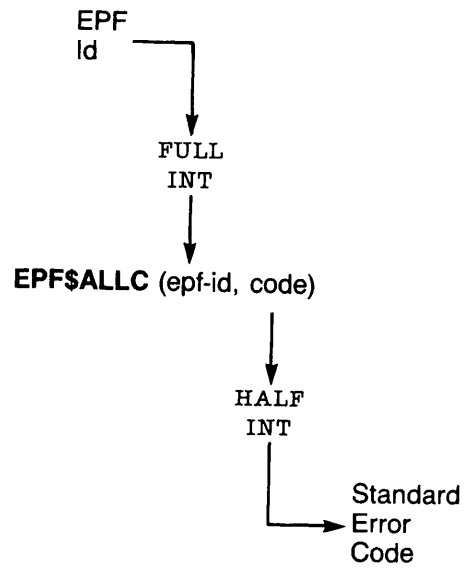 EPF
Id
FULL
INT
EPF$ALLC (epf-id, code)
HALF
INT
Standard
Error
Code